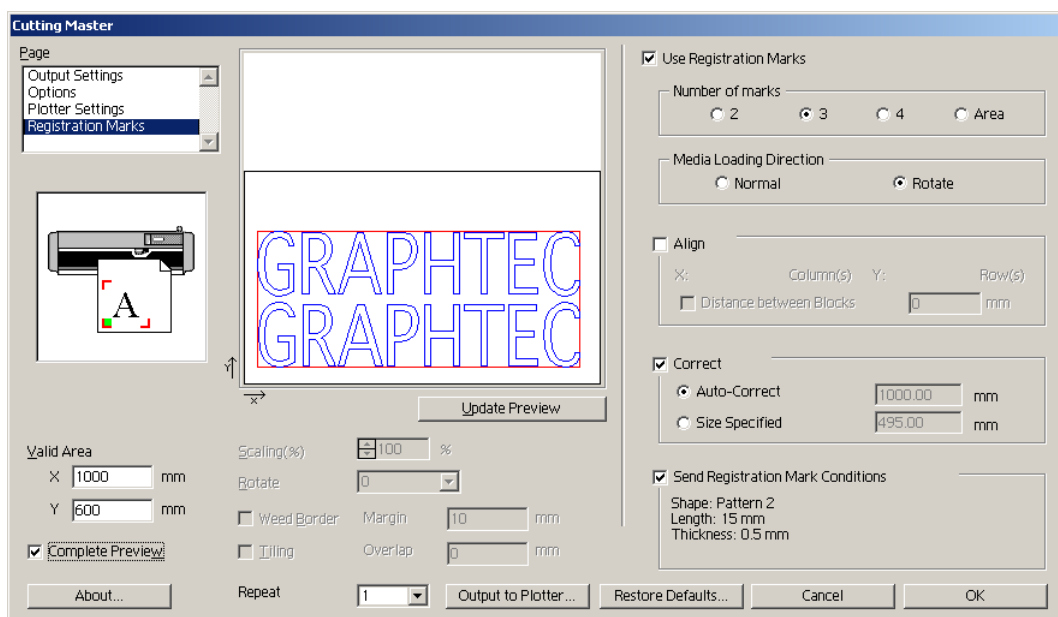 Cutting Master
Page
Output Settings
Options
Plotter Settings
Registration Marks
A
GRAPHTEC
GRAPHTEC
Y
X
Update Preview
Valid Area
X 1000 mm
Y 600 mm
Complete Preview
Scaling(%) 100 %
Rotate 0
Weed Border Margin 10 mm
Tiling Overlap 0 mm
Use Registration Marks
Number of marks
2 3 4 Area
Media Loading Direction
Normal Rotate
Align
X: Column(s) Y: Row(s)
Distance between Blocks 0 mm
Correct
Auto-Correct 1000.00 mm
Size Specified 495.00 mm
Send Registration Mark Conditions
Shape: Pattern 2
Length: 15 mm
Thickness: 0.5 mm
About... Repeat 1 Output to Plotter... Restore Defaults... Cancel OK